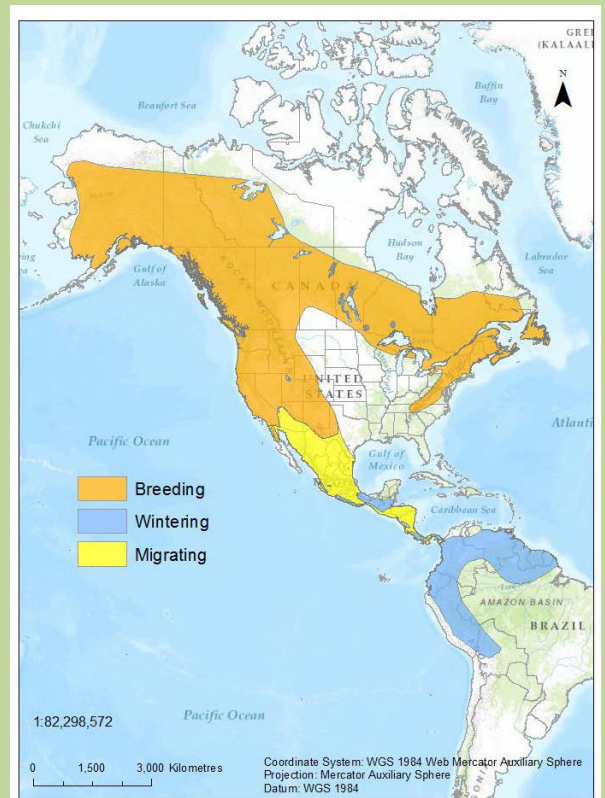 GRE
(KALAALI
N
Baffin
Bay
Beaufort Sea
Chukchi
Sea
Hudson
Bay
Labrador
Sea
Gulf of
Alaska
CANADA
ROCKY MOUNTAINS
UNITED
STATES
Atlanti
Pacific Ocean
Gulf of
Mexico
Caribbean Sea
Breeding
Wintering
Migrating
AMAZON BASIN
BRAZIL
1:82,298,572
Pacific Ocean
0 1,500 3,000 Kilometres
Coordinate System: WGS 1984 Web Mercator Auxiliary Sphere
Projection: Mercator Auxiliary Sphere
Datum: WGS 1984